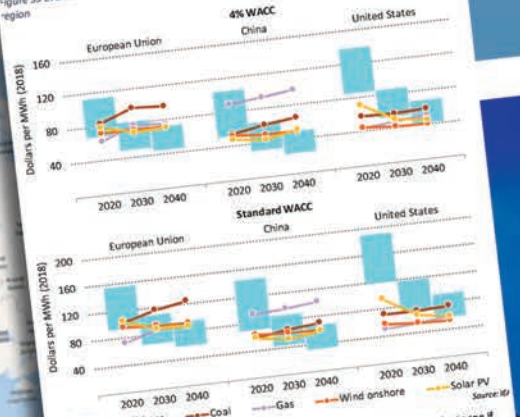 region
4% WACC
European Union China United States
Dollars per MWh (2018)
160
120
80
40
2020 2030 2040 2020 2030 2040 2020 2030 2040
Standard WACC
European Union China United States
Dollars per MWh (2018)
200
160
120
80
40
2020 2030 2040 2020 2030 2040 2020 2030 2040
Coal Gas Wind onshore Solar PV
Source: